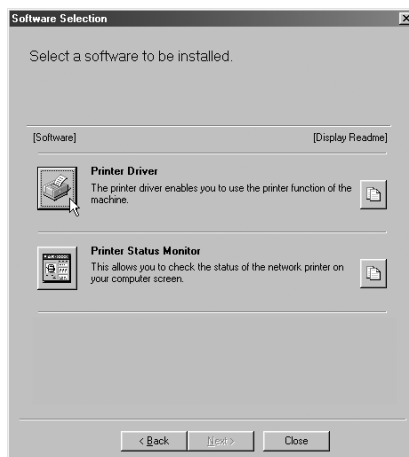 Software Selection
Select a software to be installed.
[Software] [Display Readme]
Printer Driver
The printer driver enables you to use the printer function of the
machine.
Printer Status Monitor
This allows you to check the status of the network printer on
your computer screen.
< Back Next > Close